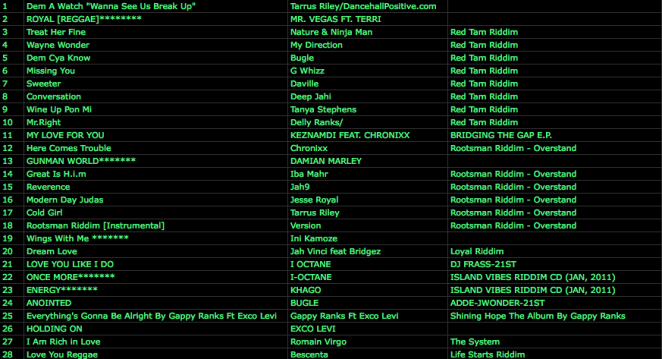 1 Dem A Watch "Wanna See Us Break Up" Tarrus Riley/DancehallPositive.com
2 ROYAL [REGGAE]******** MR. VEGAS FT. TERRI
3 Treat Her Fine Nature & Ninja Man Red Tam Riddim
4 Wayne Wonder My Direction Red Tam Riddim
5 Dem Cya Know Bugle Red Tam Riddim
6 Missing You G Whizz Red Tam Riddim
7 Sweeter Daville Red Tam Riddim
8 Conversation Deep Jahi Red Tam Riddim
9 Wine Up Pon Mi Tanya Stephens Red Tam Riddim
10 Mr.Right Delly Ranks/ Red Tam Riddim
11 MY LOVE FOR YOU KEZNAMDI FEAT. CHRONIXX BRIDGING THE GAP E.P.
12 Here Comes Trouble Chronixx Rootsman Riddim - Overstand
13 GUNMAN WORLD******* DAMIAN MARLEY
14 Great Is H.i.m Iba Mahr Rootsman Riddim - Overstand
15 Reverence Jah9 Rootsman Riddim - Overstand
16 Modern Day Judas Jesse Royal Rootsman Riddim - Overstand
17 Cold Girl Tarrus Riley Rootsman Riddim - Overstand
18 Rootsman Riddim [Instrumental] Version Rootsman Riddim - Overstand
19 Wings With Me ******* Ini Kamoze
20 Dream Love Jah Vinci feat Bridgez Loyal Riddim
21 LOVE YOU LIKE I DO I OCTANE DJ FRASS-21ST
22 ONCE MORE******* I-OCTANE ISLAND VIBES RIDDIM CD (JAN, 2011)
23 ENERGY******* KHAGO ISLAND VIBES RIDDIM CD (JAN, 2011)
24 ANOINTED BUGLE ADDE-JWONDER-21ST
25 Everything's Gonna Be Alright By Gappy Ranks Ft Exco Levi Gappy Ranks Ft Exco Levi Shining Hope The Album By Gappy Ranks
26 HOLDING ON EXCO LEVI
27 I Am Rich in Love Romain Virgo The System
28 Love You Reggae Bescenta Life Starts Riddim